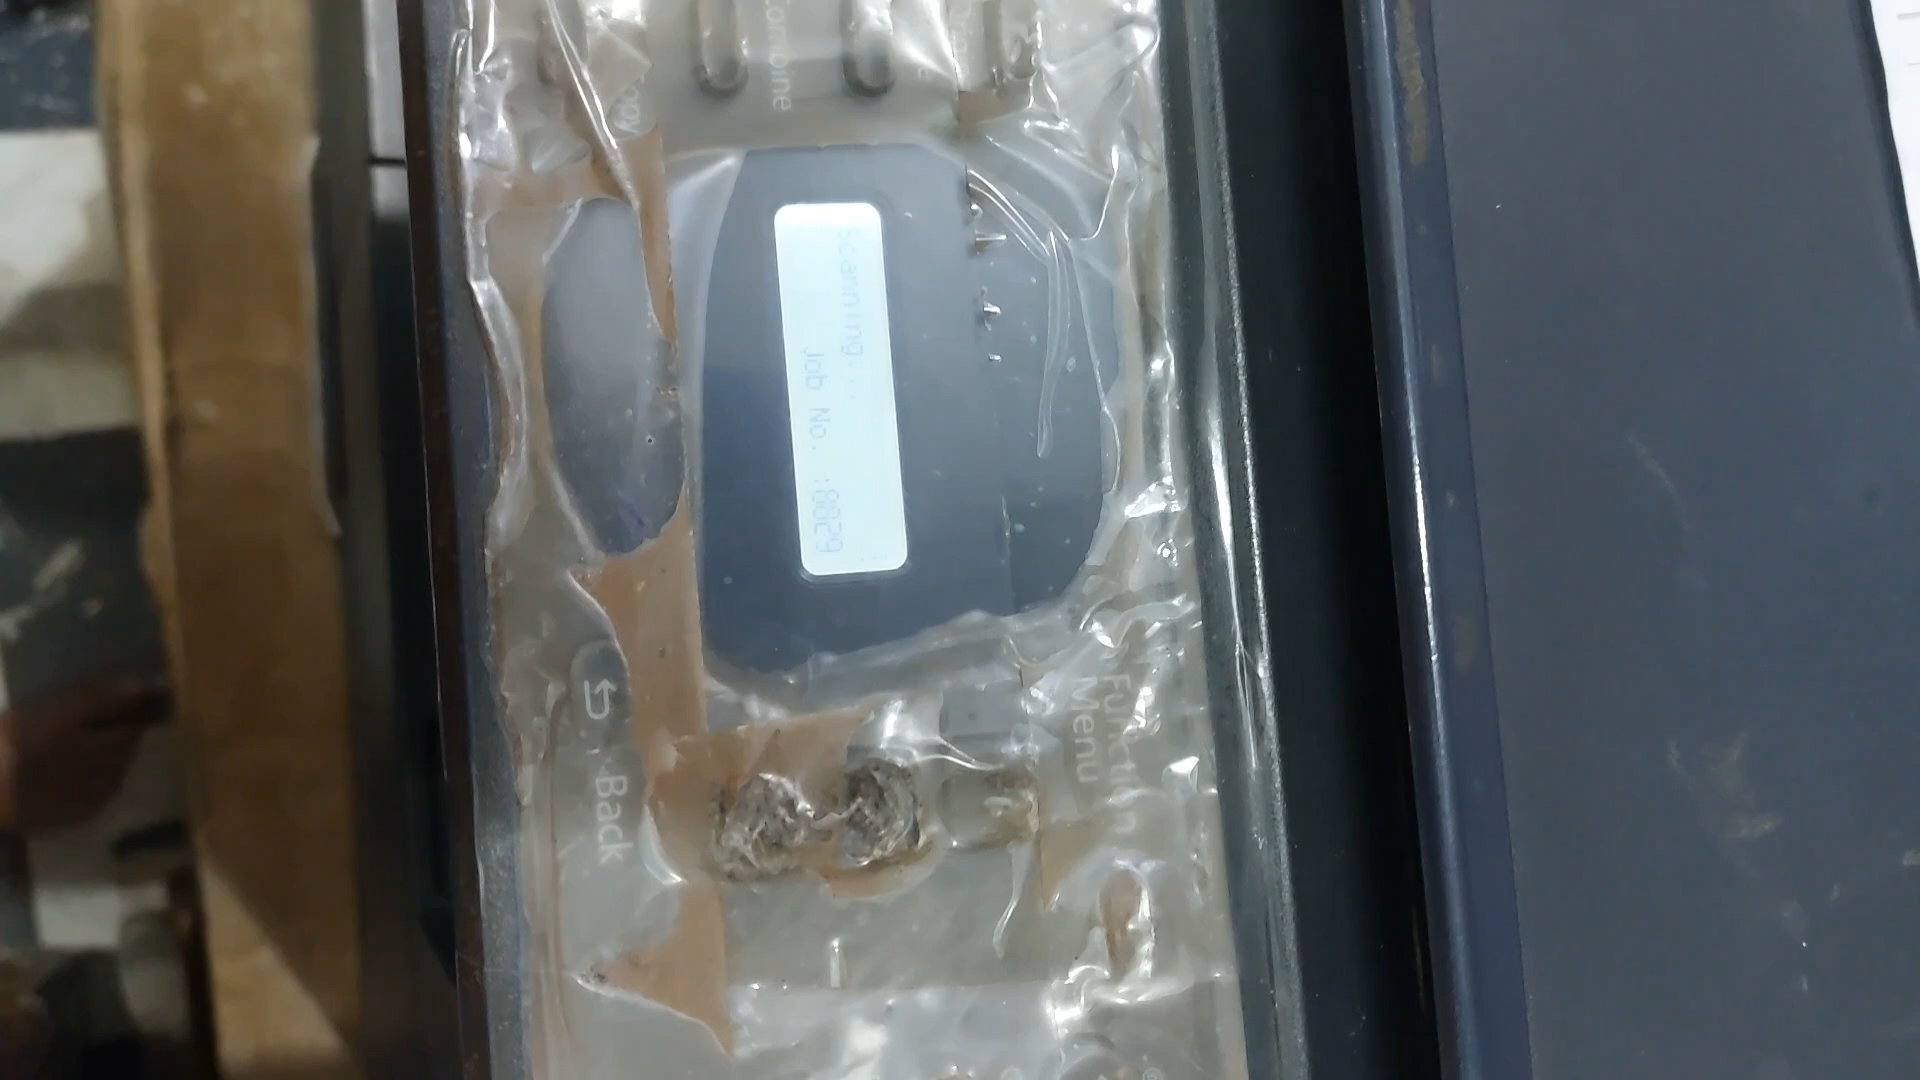 Combine
Scanning...
Job No. :8829
Function
Menu
Back